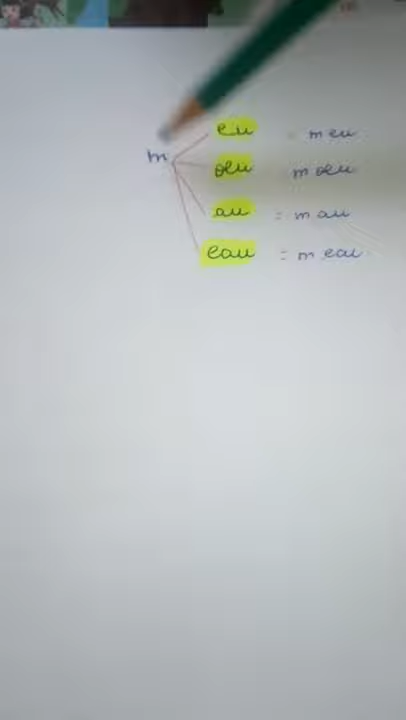 eu = meu
m
oeu moeu
au = mau
eau = meau